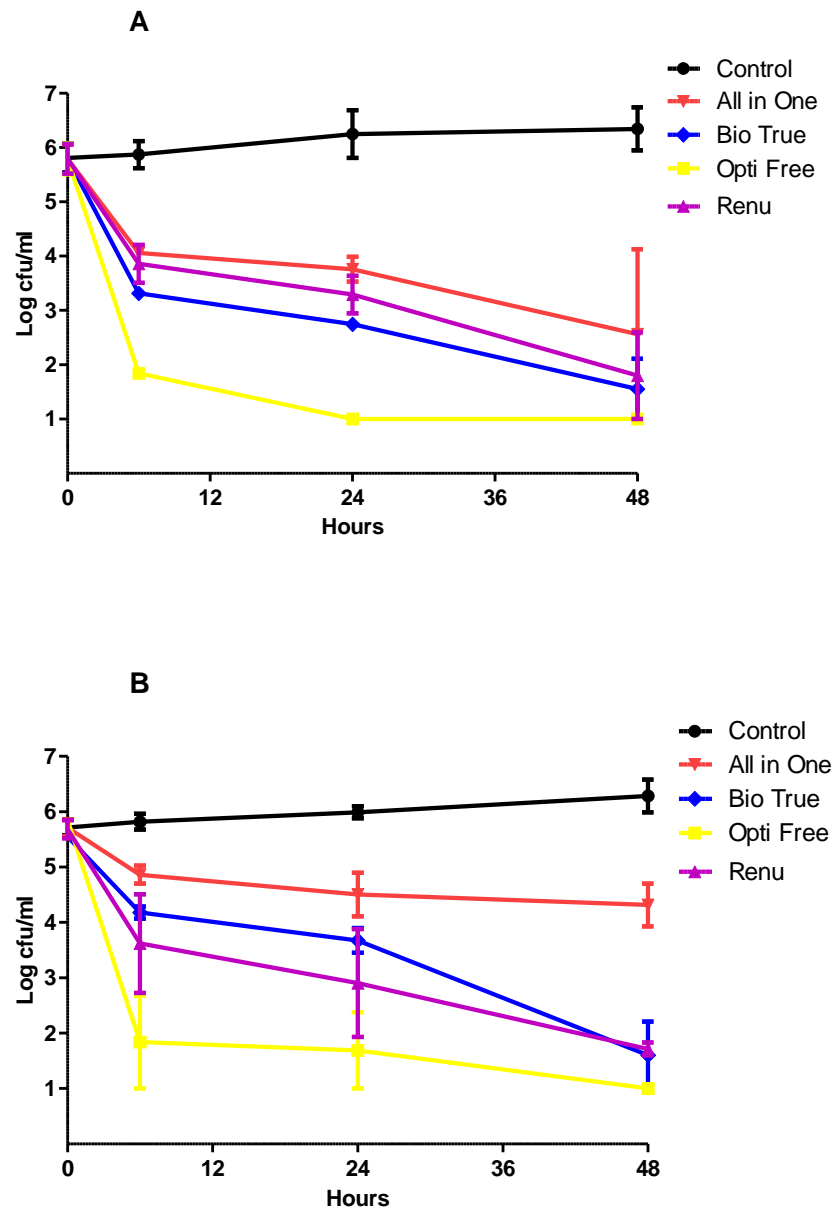 A
Control
All in One
Bio True
Opti Free
Renu
Log cfu/ml
7
6
5
4
3
2
1
0 12 24 36 48
Hours
B
Control
All in One
Bio True
Opti Free
Renu
Log cfu/ml
7
6
5
4
3
2
1
0 12 24 36 48
Hours